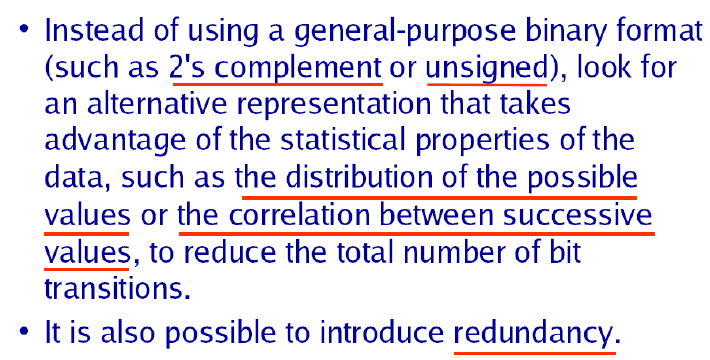 • Instead of using a general-purpose binary format
(such as 2's complement or unsigned), look for
an alternative representation that takes
advantage of the statistical properties of the
data, such as the distribution of the possible
values or the correlation between successive
values, to reduce the total number of bit
transitions.
• It is also possible to introduce redundancy.